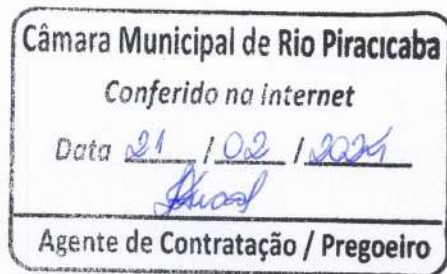 Câmara Municipal de Rio Piracicaba
Conferido na internet
Data 21 / 02 / 2024
Agente de Contratação / Pregoeiro